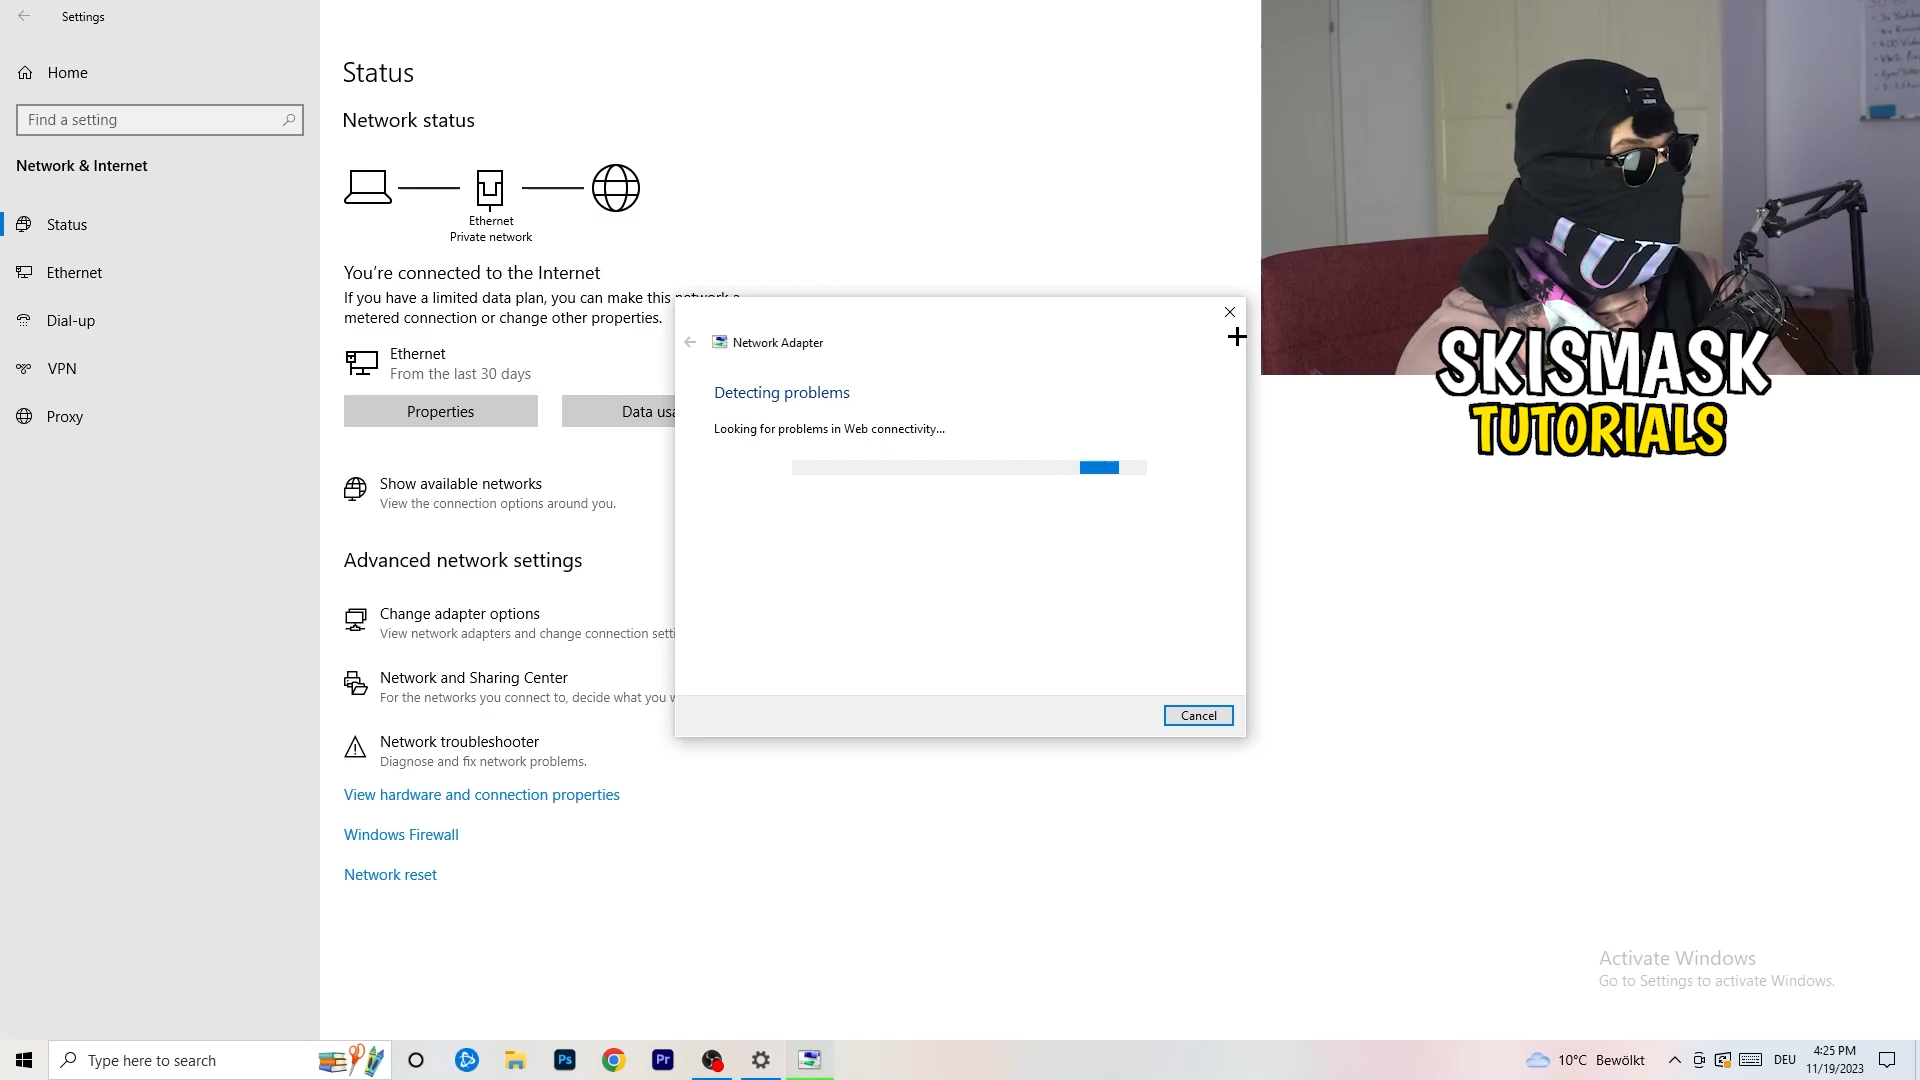 Settings
Home
Find a setting
Network & Internet
Status
Ethernet
Dial-up
VPN
Proxy
Status
Network status
Ethernet
Private network
You're connected to the Internet
If you have a limited data plan, you can make this network a
metered connection or change other properties.
Ethernet
From the last 30 days
Properties
Data usa
Show available networks
View the connection options around you.
Advanced network settings
Change adapter options
View network adapters and change connection setti
Network and Sharing Center
For the networks you connect to, decide what you w
Network troubleshooter
Diagnose and fix network problems.
View hardware and connection properties
Windows Firewall
Network reset
Network Adapter
Detecting problems
Looking for problems in Web connectivity...
Cancel
SKISMASK
TUTORIALS
Activate Windows
Go to Settings to activate Windows.
Type here to search
Ps
Pr
10°C Bewölkt
DEU
4:25 PM
11/19/2023